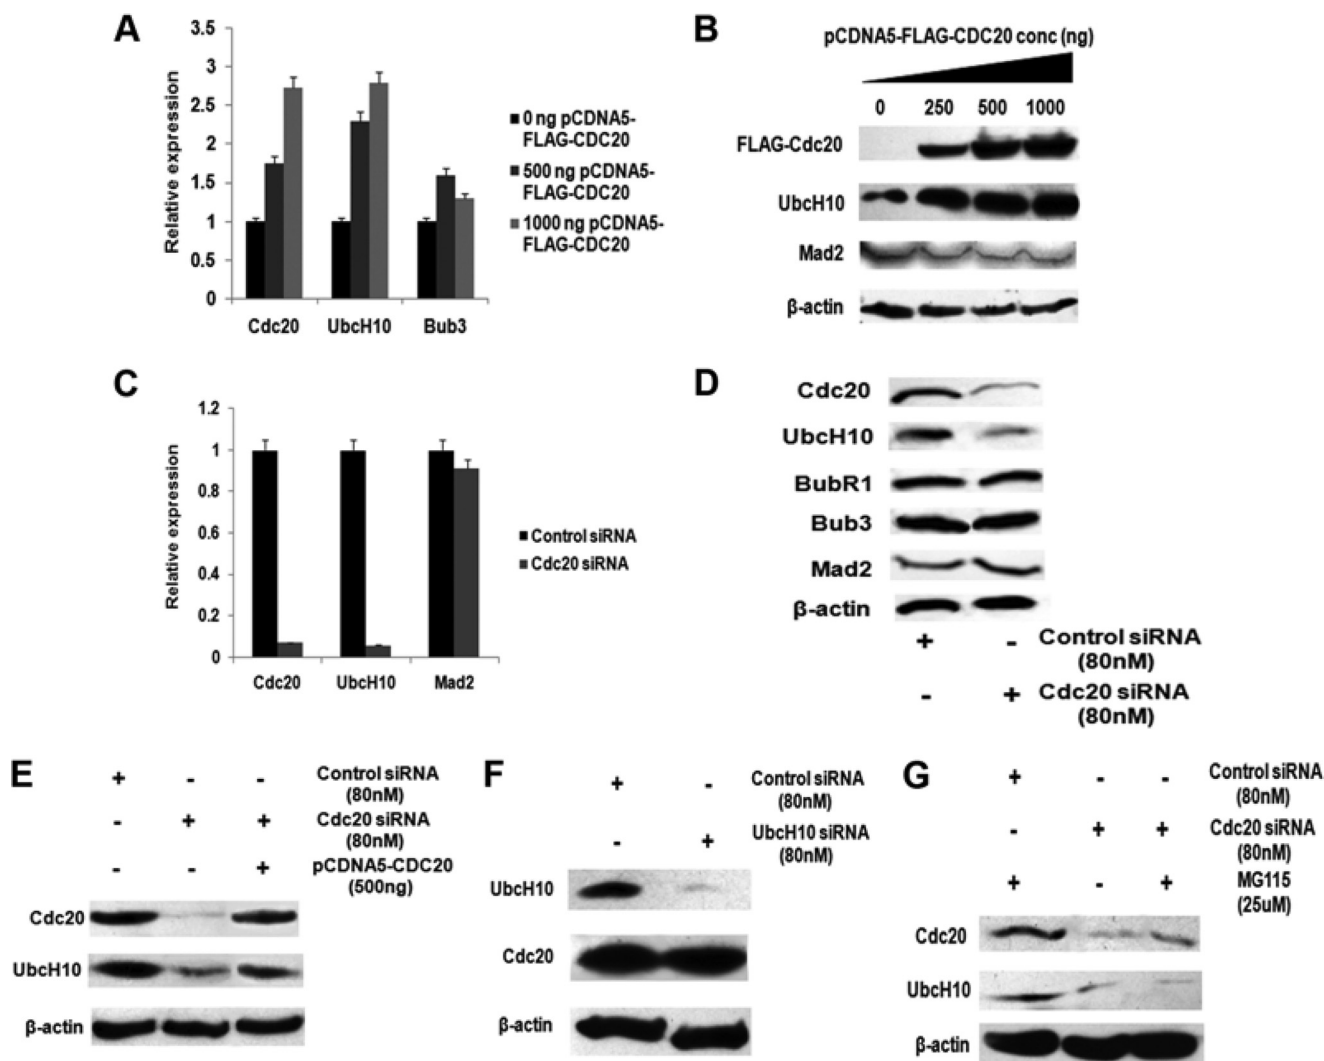 A
3.5
3
2.5
2
1.5
1
0.5
0
Relative expression
Cdc20 UbcH10 Bub3
0 ng pCDNA5-
FLAG-CDC20
500 ng pCDNA5-
FLAG-CDC20
1000 ng pCDNA5-
FLAG-CDC20
B
pCDNA5-FLAG-CDC20 conc (ng)
0 250 500 1000
FLAG-Cdc20
UbcH10
Mad2
β-actin
C
1.2
1
0.8
0.6
0.4
0.2
0
Relative expression
Cdc20 UbcH10 Mad2
Control siRNA
Cdc20 siRNA
D
Cdc20
UbcH10
BubR1
Bub3
Mad2
β-actin
+ - Control siRNA
(80nM)
- + Cdc20 siRNA
(80nM)
E
+ - - Control siRNA
(80nM)
- + + Cdc20 siRNA
(80nM)
- - + pCDNA5-CDC20
(500ng)
Cdc20
UbcH10
β-actin
F
+ - Control siRNA
(80nM)
- + UbcH10 siRNA
(80nM)
UbcH10
Cdc20
β-actin
G
+ - - Control siRNA
(80nM)
- + + Cdc20 siRNA
(80nM)
+ - + MG115
(25uM)
Cdc20
UbcH10
β-actin